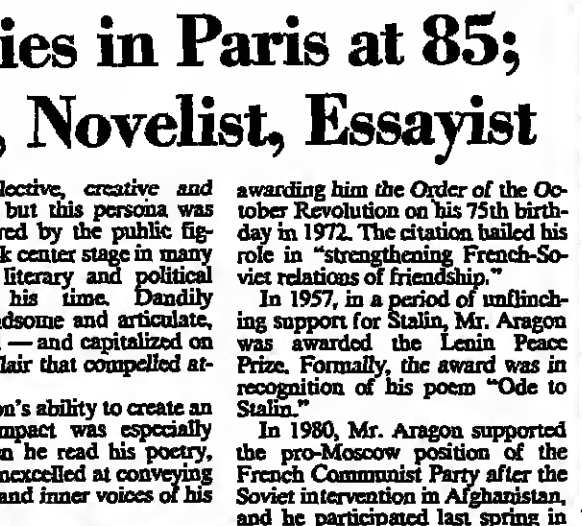 ies in Paris at 85;
, Novelist, Essayist
lective, creative and
but this persona was
red by the public fig-
k center stage in many
literary and political
his time. Dandily
dsome and articulate,
— and capitalized on
lair that compelled at-
on's ability to create an
mpact was especially
n he read his poetry,
nexcelled at conveying
and inner voices of his
awarding him the Order of the Oc-
tober Revolution on his 75th birth-
day in 1972. The citation hailed his
role in "strengthening French-So-
viet relations of friendship."
In 1957, in a period of unflinch-
ing support for Stalin, Mr. Aragon
was awarded the Lenin Peace
Prize. Formally, the award was in
recognition of his poem "Ode to
Stalin."
In 1980, Mr. Aragon supported
the pro-Moscow position of the
French Communist Party after the
Soviet intervention in Afghanistan,
and he participated last spring in